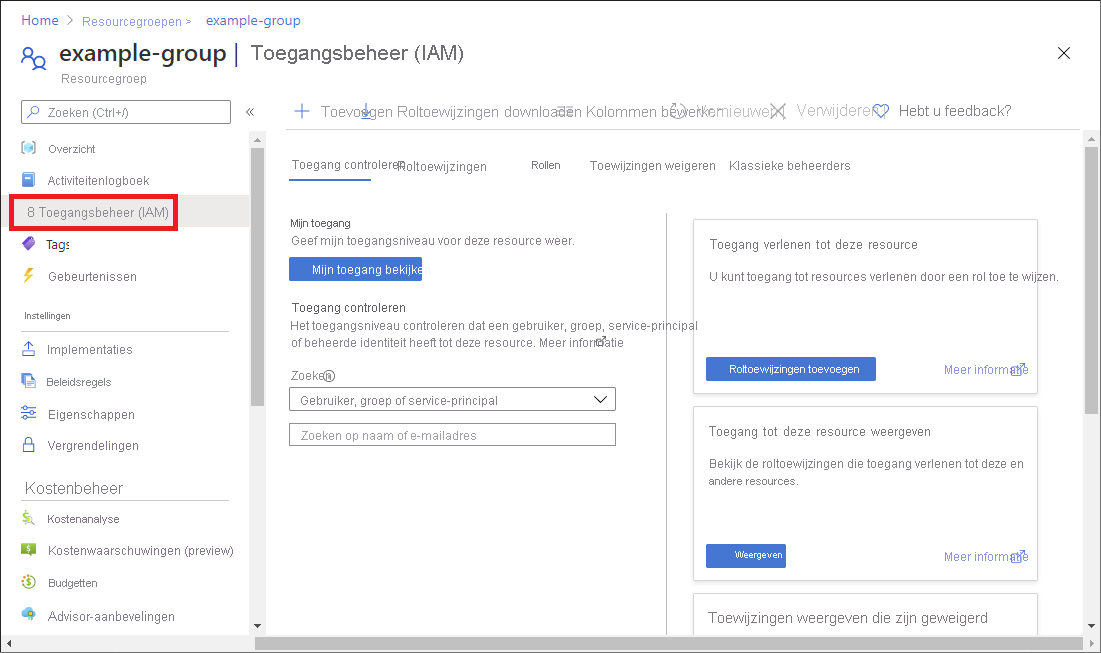 Home > Resourcegroepen > example-group
example-group | Toegangsbeheer (IAM)
Resourcegroep
Zoeken (Ctrl+/)
«
Overzicht
Activiteitenlogboek
8 Toegangsbeheer (IAM)
Tags
Gebeurtenissen
Instellingen
Implementaties
Beleidsregels
Eigenschappen
Vergrendelingen
Kostenbeheer
Kostenanalyse
Kostenwaarschuwingen (preview)
Budgetten
Advisor-aanbevelingen
Toevoegen Roltoewijzingen downloaden Kolommen bewerken Vernieuwen Verwijderen Hebt u feedback?
Toegang controleren Roltoewijzingen Rollen Toewijzingen weigeren Klassieke beheerders
Mijn toegang
Geef mijn toegangsniveau voor deze resource weer.
Mijn toegang bekijke
Toegang controleren
Het toegangsniveau controleren dat een gebruiker, groep, service-principal
of beheerde identiteit heeft tot deze resource. Meer informatie
Zoeken
Gebruiker, groep of service-principal
Zoeken op naam of e-mailadres
Toegang verlenen tot deze resource
U kunt toegang tot resources verlenen door een rol toe te wijzen.
Roltoewijzingen toevoegen
Meer informatie
Toegang tot deze resource weergeven
Bekijk de roltoewijzingen die toegang verlenen tot deze en
andere resources.
Weergeven
Meer informatie
Toewijzingen weergeven die zijn geweigerd